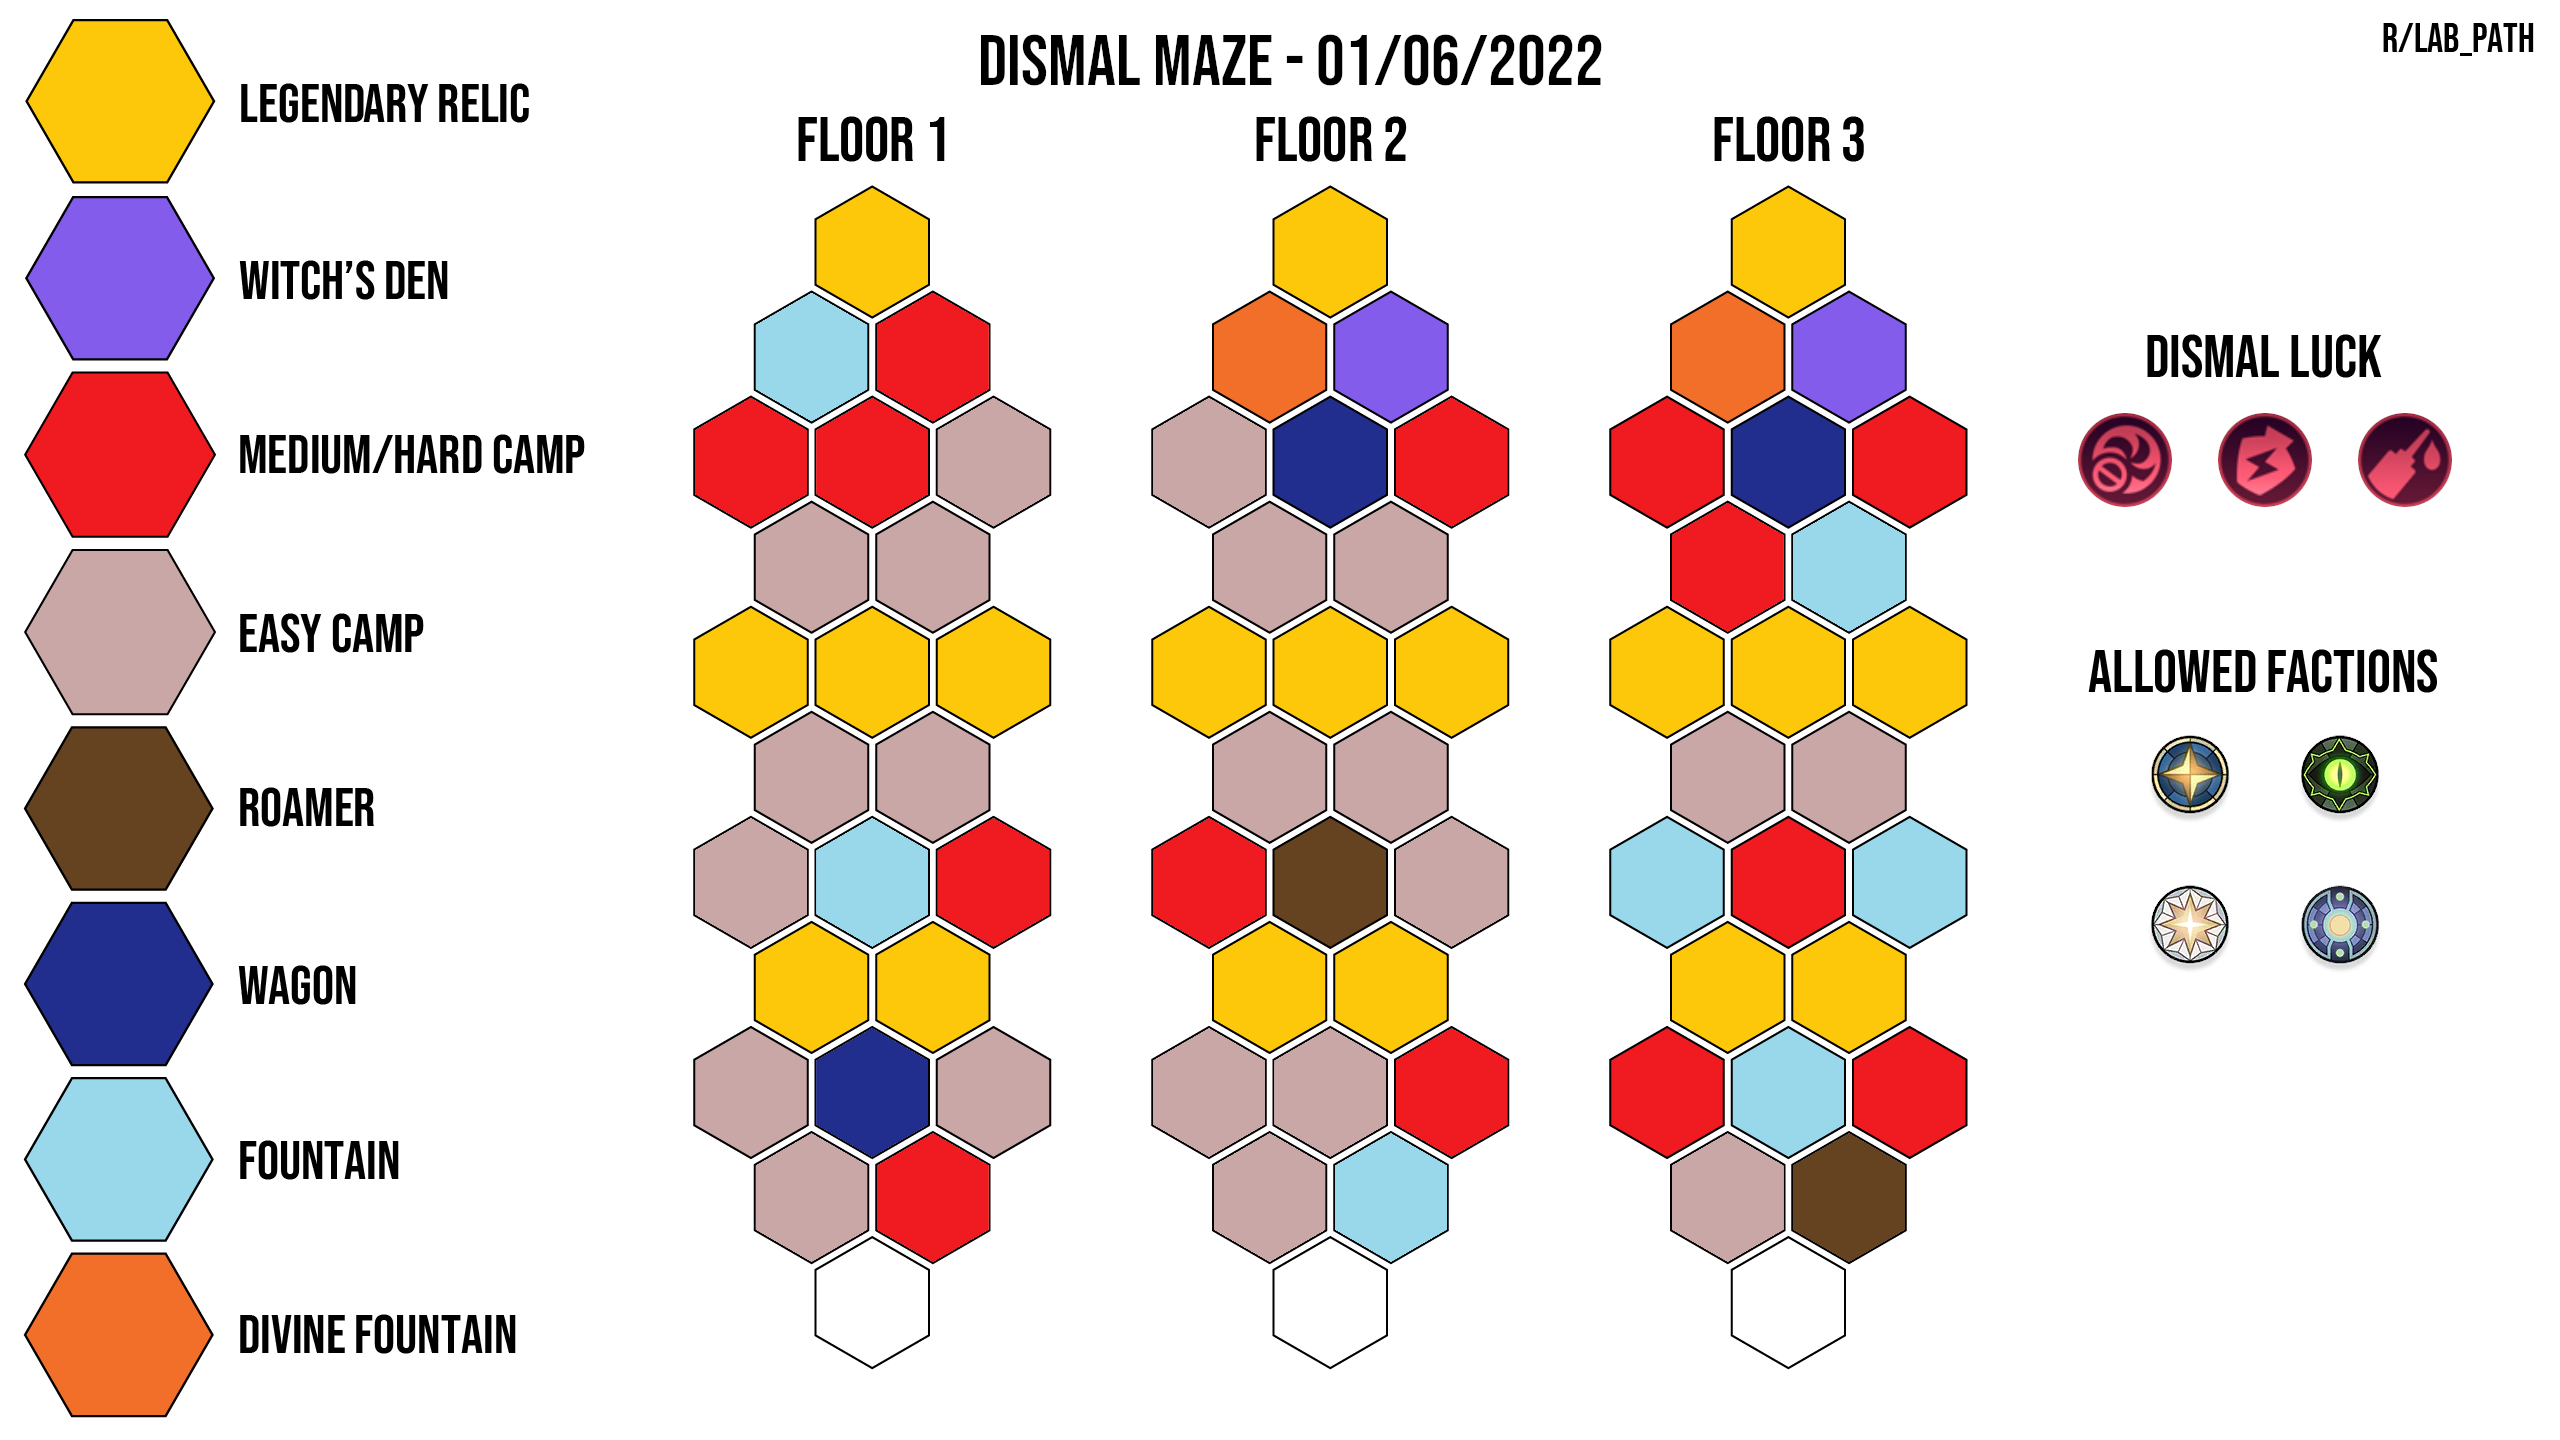 DISMAL MAZE - 01/06/2022
R/LAB_PATH
LEGENDARY RELIC
WITCH'S DEN
MEDIUM/HARD CAMP
EASY CAMP
ROAMER
WAGON
FOUNTAIN
DIVINE FOUNTAIN
FLOOR 1
FLOOR 2
FLOOR 3
DISMAL LUCK
ALLOWED FACTIONS